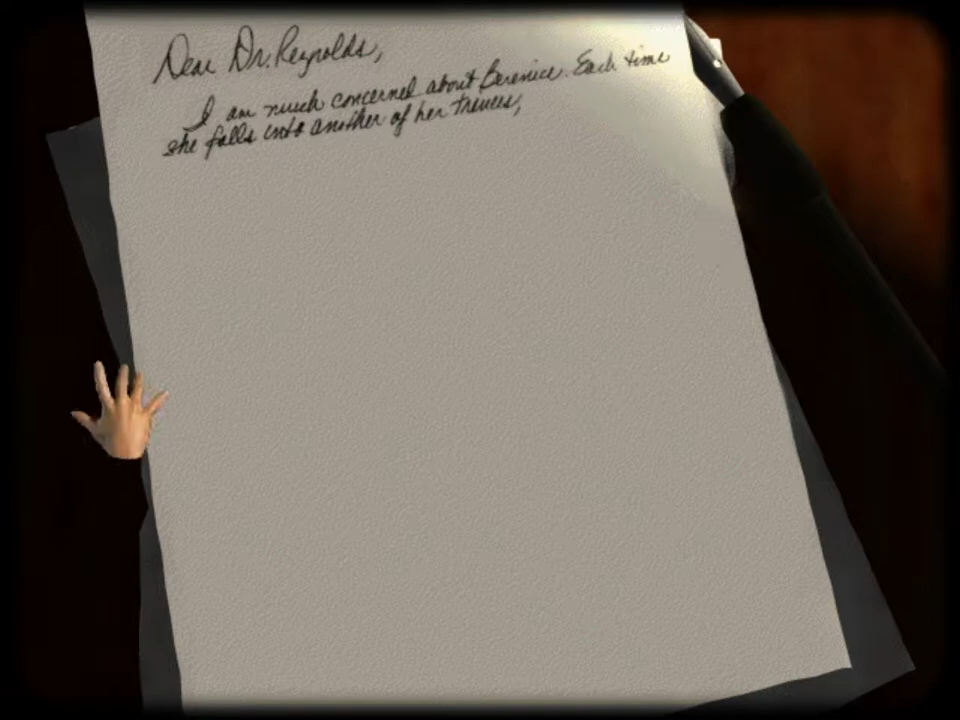 Dear Dr. Reynolds,
I am much concerned about Berenice. Each time
she falls into another of her trances,